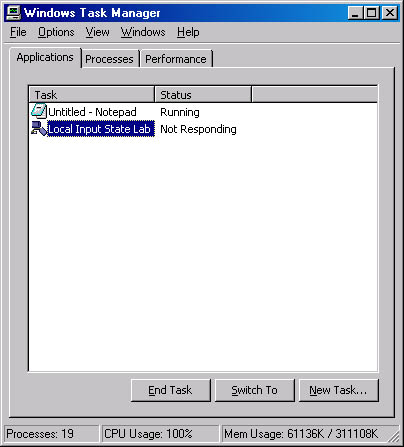 Windows Task Manager
File Options View Windows Help
Applications Processes Performance
Task Status
Untitled - Notepad Running
Local Input State Lab Not Responding
End Task Switch To New Task...
Processes: 19 CPU Usage: 100% Mem Usage: 61136K / 311108K